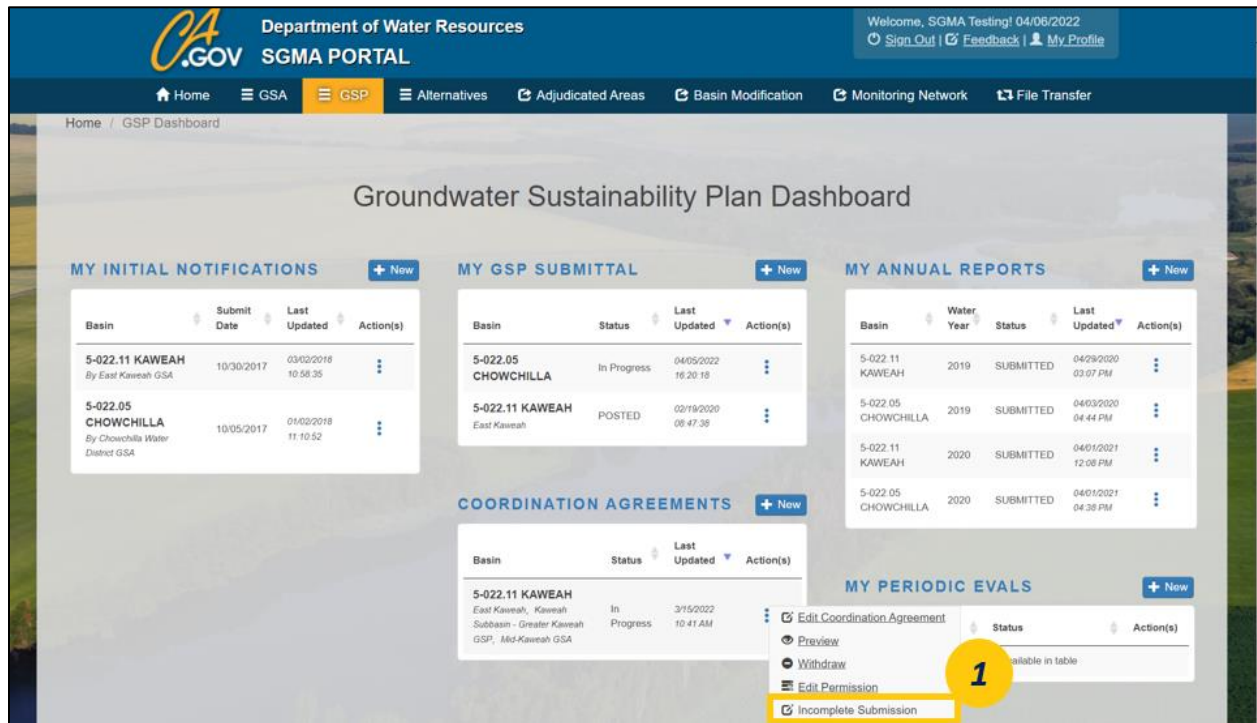 CA
.GOV
Department of Water Resources
SGMA PORTAL
Welcome, SGMA Testing! 04/06/2022
Sign Out | Feedback | My Profile
Home GSA GSP Alternatives Adjudicated Areas Basin Modification Monitoring Network File Transfer
Home / GSP Dashboard
Groundwater Sustainability Plan Dashboard
MY INITIAL NOTIFICATIONS + New
Basin Submit Date Last Updated Action(s)
5-022.11 KAWEAH 10/30/2017 03/02/2018
By East Kaweah GSA 10:58:35
5-022.05
CHOWCHILLA 10/05/2017 01/02/2018
By Chowchilla Water 11:10:52
District GSA
MY GSP SUBMITTAL + New
Basin Status Last Updated Action(s)
5-022.05 In Progress 04/05/2022
CHOWCHILLA 16:20:18
5-022.11 KAWEAH POSTED 02/19/2020
East Kaweah 08:47:38
COORDINATION AGREEMENTS + New
Basin Status Last Updated Action(s)
5-022.11 KAWEAH
East Kaweah, Kaweah In 3/15/2022
Subbasin - Greater Kaweah Progress 10:41 AM
GSP, Mid-Kaweah GSA
Edit Coordination Agreement
Preview
Withdraw
Edit Permission
Incomplete Submission
1
MY ANNUAL REPORTS + New
Basin Water Year Status Last Updated Action(s)
5-022.11 2019 SUBMITTED 04/29/2020
KAWEAH 03:07 PM
5-022.05 2019 SUBMITTED 04/03/2020
CHOWCHILLA 04:44 PM
5-022.11 2020 SUBMITTED 04/01/2021
KAWEAH 12:08 PM
5-022.05 2020 SUBMITTED 04/01/2021
CHOWCHILLA 04:38 PM
MY PERIODIC EVALS + New
Status Action(s)
in table